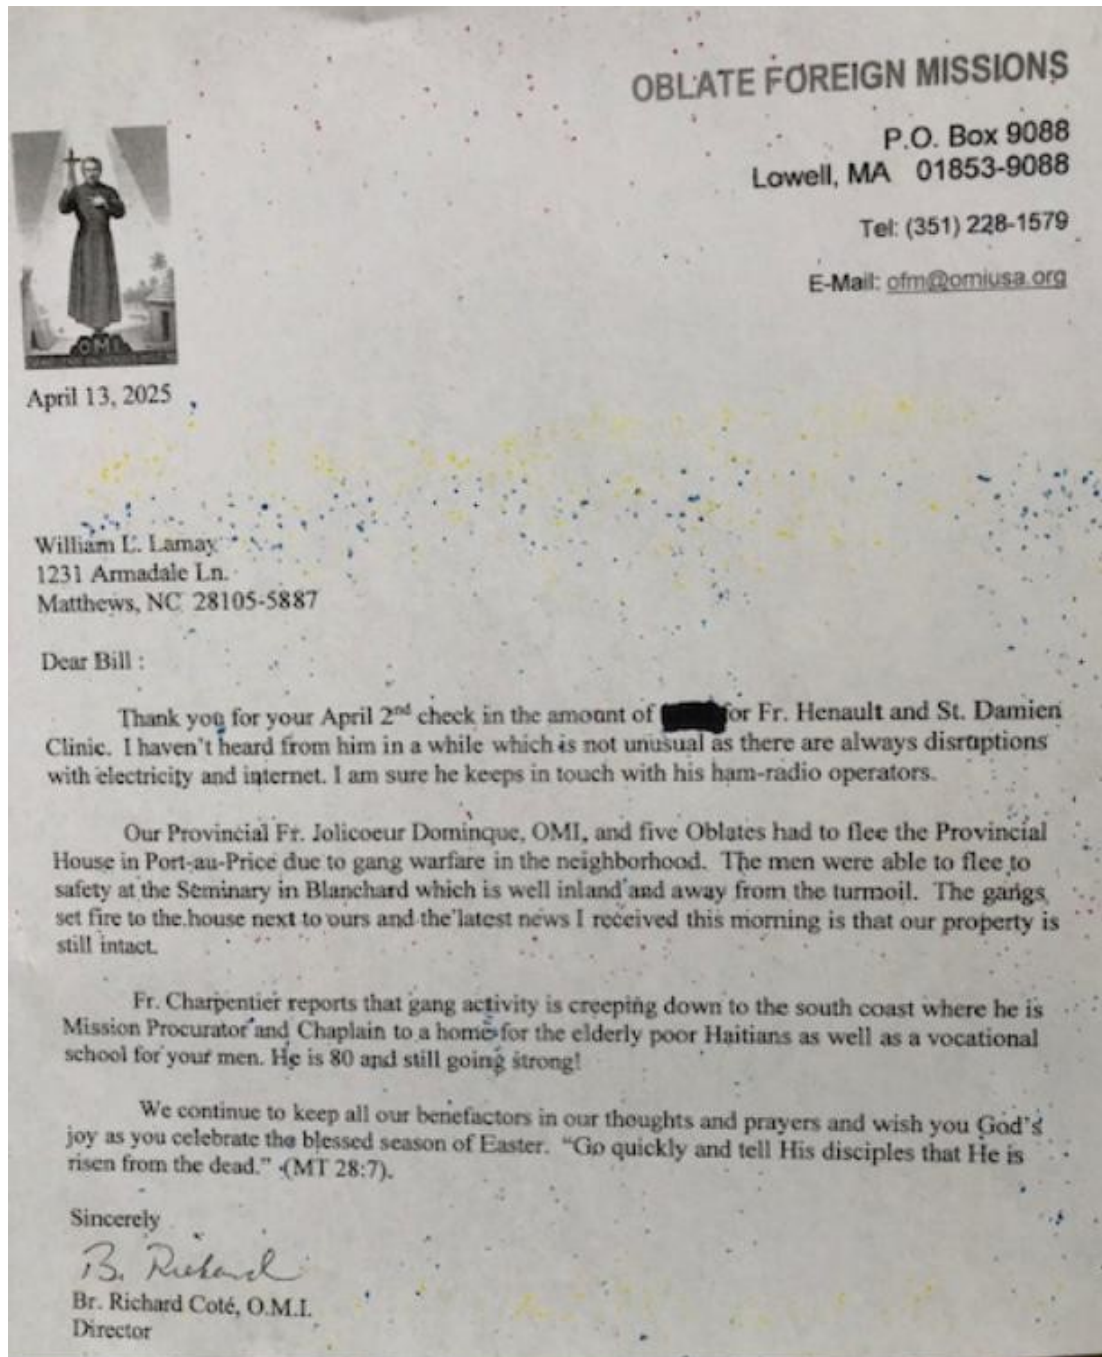 OBLATE FOREIGN MISSIONS
P.O. Box 9088
Lowell, MA 01853-9088
Tel: (351) 228-1579
E-Mail: ofm@omiusa.org
OMI
April 13, 2025
William L. Lamay
1231 Armadale Ln.
Matthews, NC 28105-5887
Dear Bill :
Thank you for your April 2nd check in the amount of for Fr. Henault and St. Damien
Clinic. I haven't heard from him in a while which is not unusual as there are always disruptions
with electricity and internet. I am sure he keeps in touch with his ham-radio operators.
Our Provincial Fr. Jolicoeur Dominque, OMI, and five Oblates had to flee the Provincial
House in Port-au-Price due to gang warfare in the neighborhood. The men were able to flee to
safety at the Seminary in Blanchard which is well inland and away from the turmoil. The gangs
set fire to the house next to ours and the latest news I received this morning is that our property is
still intact.
Fr. Charpentier reports that gang activity is creeping down to the south coast where he is
Mission Procurator and Chaplain to a home for the elderly poor Haitians as well as a vocational
school for your men. He is 80 and still going strong!
We continue to keep all our benefactors in our thoughts and prayers and wish you God's
joy as you celebrate the blessed season of Easter. "Go quickly and tell His disciples that He is
risen from the dead." (MT 28:7).
Sincerely
B. Richard
Br. Richard Coté, O.M.I.
Director